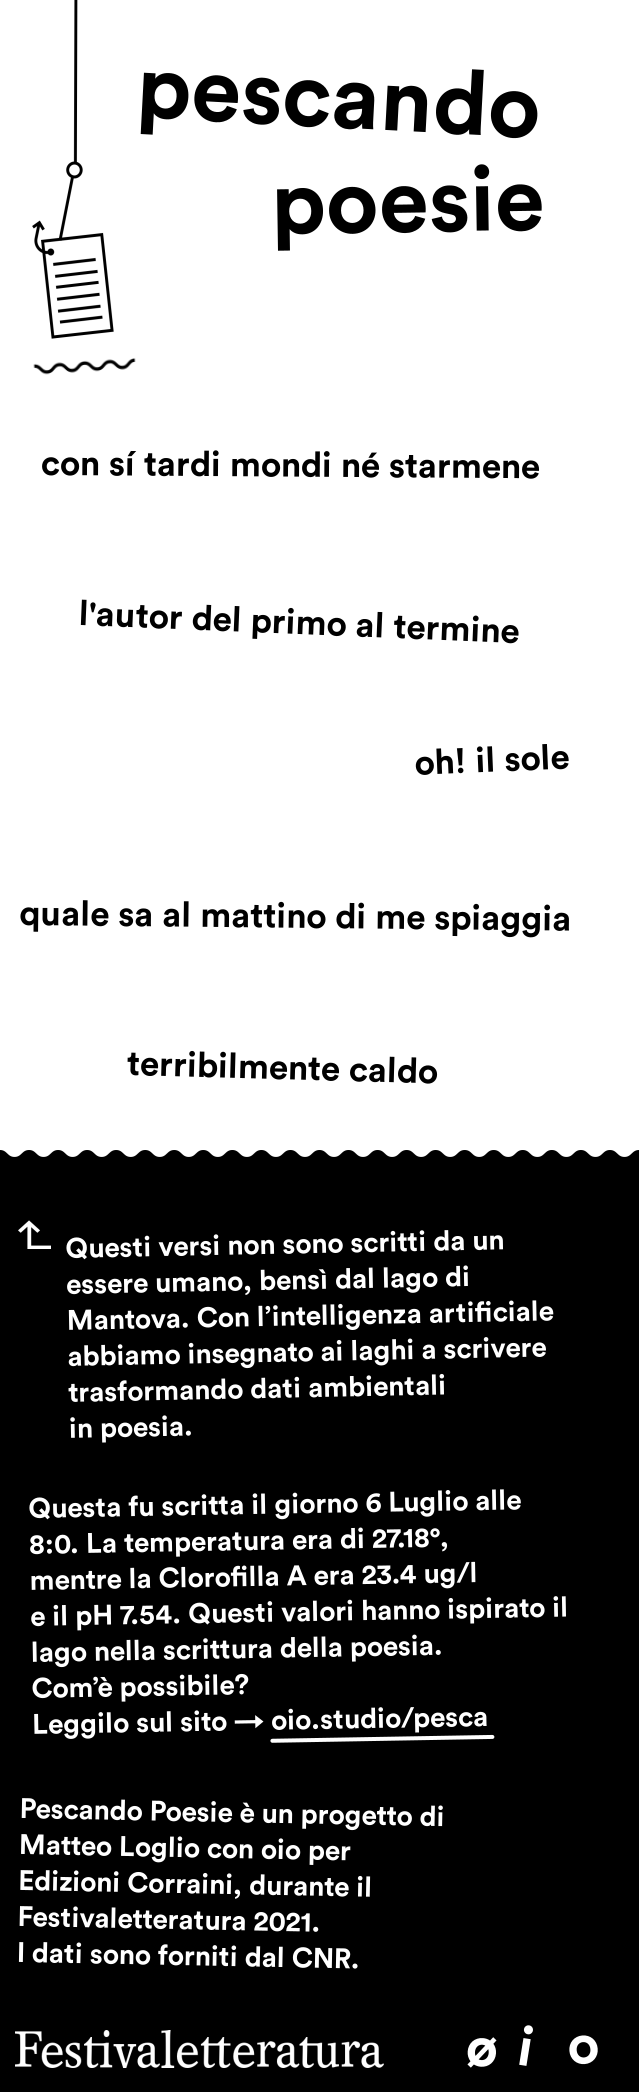 pescando
poesie
con sí tardi mondi né starmene
l'autor del primo al termine
oh! il sole
quale sa al mattino di me spiaggia
terribilmente caldo
Questi versi non sono scritti da un
essere umano, bensì dal lago di
Mantova. Con l’intelligenza artificiale
abbiamo insegnato ai laghi a scrivere
trasformando dati ambientali
in poesia.
Questa fu scritta il giorno 6 Luglio alle
8:0. La temperatura era di 27.18°,
mentre la Clorofilla A era 23.4 ug/l
e il pH 7.54. Questi valori hanno ispirato il
lago nella scrittura della poesia.
Com’è possibile?
Leggilo sul sito → oio.studio/pesca
Pescando Poesie è un progetto di
Matteo Loglio con oio per
Edizioni Corraini, durante il
Festivaletteratura 2021.
I dati sono forniti dal CNR.
Festivaletteratura ø i o